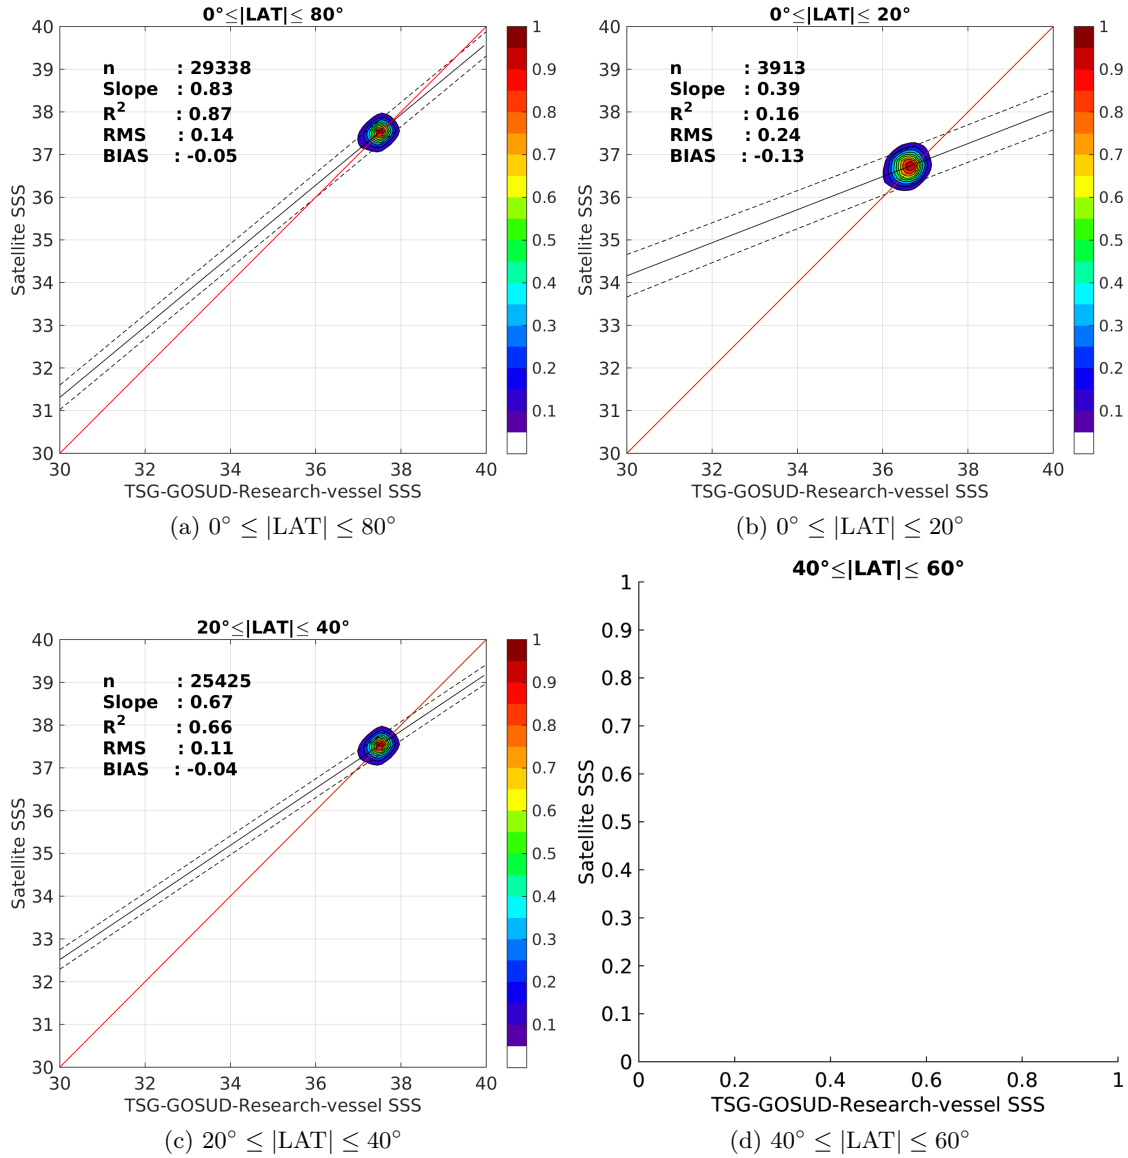 0°≤|LAT|≤ 80°
40
39
38
37
36
35
34
33
32
31
30
30 32 34 36 38 40
Satellite SSS
TSG-GOSUD-Research-vessel SSS
n : 29338
Slope : 0.83
R² : 0.87
RMS : 0.14
BIAS : -0.05
1
0.9
0.8
0.7
0.6
0.5
0.4
0.3
0.2
0.1
(a) 0° ≤ |LAT| ≤ 80°
0°≤|LAT|≤ 20°
40
39
38
37
36
35
34
33
32
31
30
30 32 34 36 38 40
Satellite SSS
TSG-GOSUD-Research-vessel SSS
n : 3913
Slope : 0.39
R² : 0.16
RMS : 0.24
BIAS : -0.13
1
0.9
0.8
0.7
0.6
0.5
0.4
0.3
0.2
0.1
(b) 0° ≤ |LAT| ≤ 20°
20°≤|LAT|≤ 40°
40
39
38
37
36
35
34
33
32
31
30
30 32 34 36 38 40
Satellite SSS
TSG-GOSUD-Research-vessel SSS
n : 25425
Slope : 0.67
R² : 0.66
RMS : 0.11
BIAS : -0.04
1
0.9
0.8
0.7
0.6
0.5
0.4
0.3
0.2
0.1
(c) 20° ≤ |LAT| ≤ 40°
40°≤|LAT|≤ 60°
1
0.9
0.8
0.7
0.6
0.5
0.4
0.3
0.2
0.1
0
0 0.2 0.4 0.6 0.8 1
Satellite SSS
TSG-GOSUD-Research-vessel SSS
(d) 40° ≤ |LAT| ≤ 60°